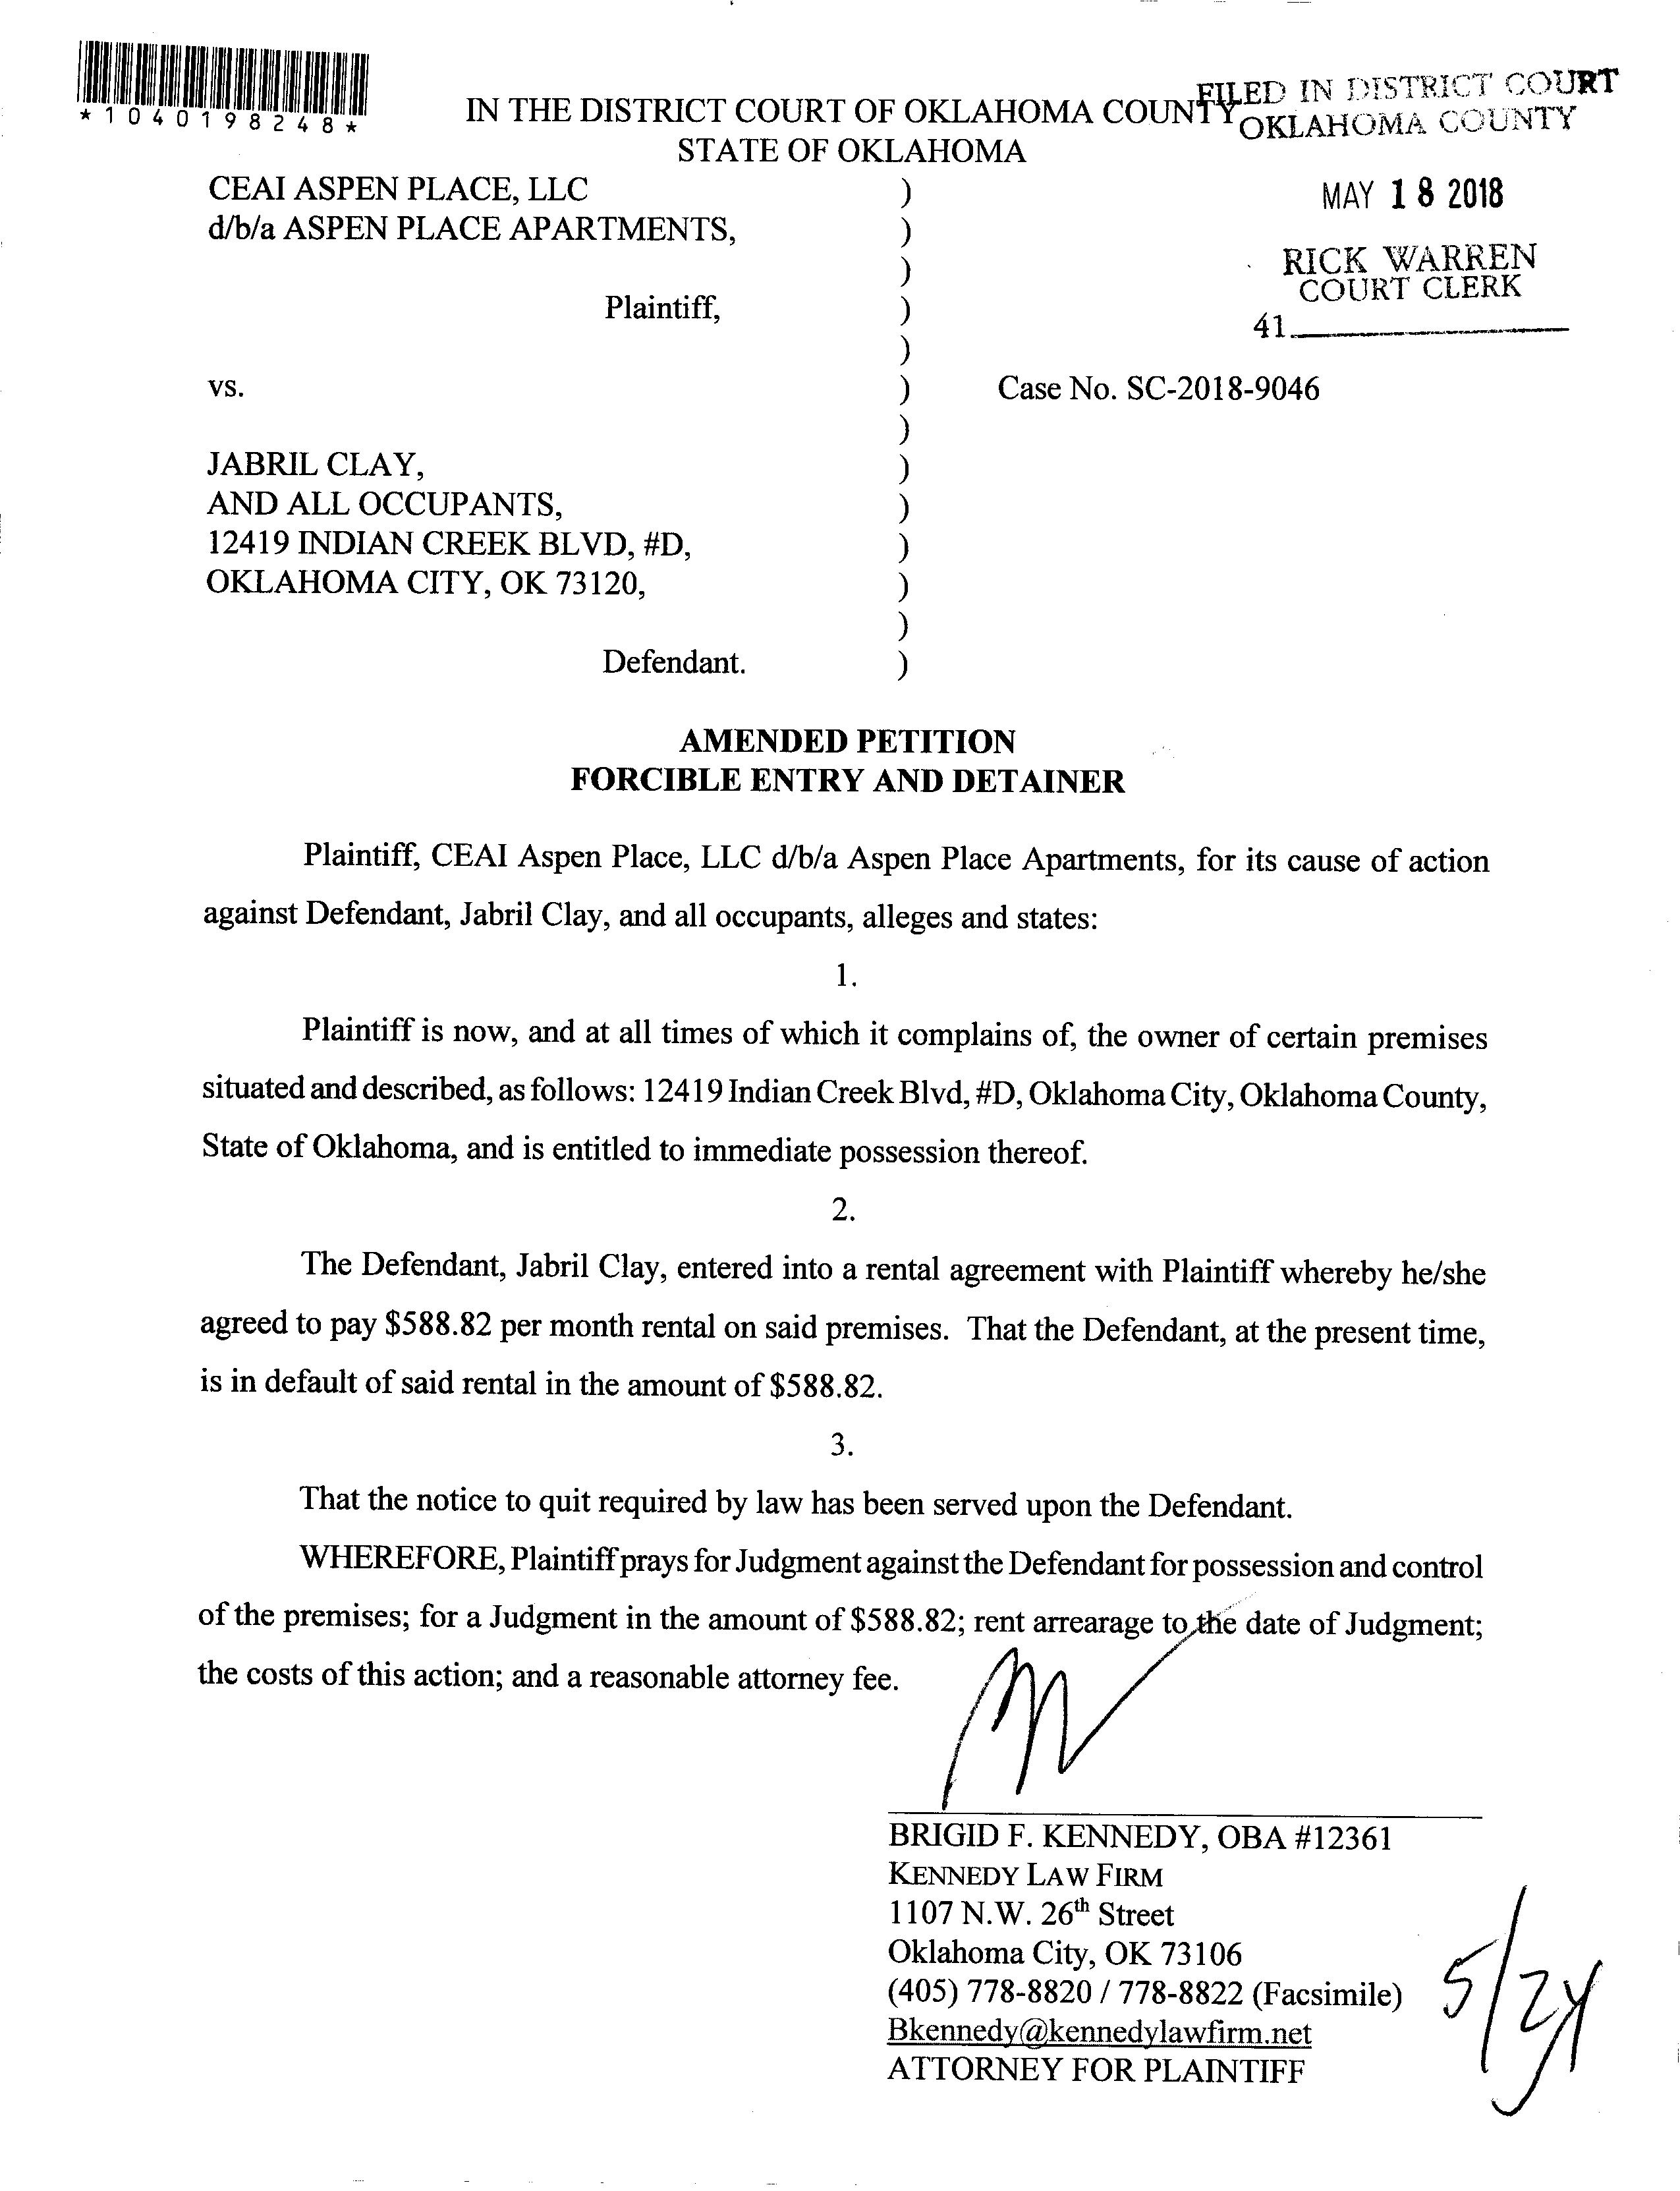 *1040198248*
FILED IN DISTRICT COURT
OKLAHOMA COUNTY
IN THE DISTRICT COURT OF OKLAHOMA COUNTY
STATE OF OKLAHOMA
MAY 18 2018
RICK WARREN
COURT CLERK
41
CEAI ASPEN PLACE, LLC )
d/b/a ASPEN PLACE APARTMENTS, )
)
Plaintiff, )
)
vs. ) Case No. SC-2018-9046
)
JABRIL CLAY, )
AND ALL OCCUPANTS, )
12419 INDIAN CREEK BLVD, #D, )
OKLAHOMA CITY, OK 73120, )
)
Defendant. )
AMENDED PETITION
FORCIBLE ENTRY AND DETAINER
Plaintiff, CEAI Aspen Place, LLC d/b/a Aspen Place Apartments, for its cause of action
against Defendant, Jabril Clay, and all occupants, alleges and states:
1.
Plaintiff is now, and at all times of which it complains of, the owner of certain premises
situated and described, as follows: 12419 Indian Creek Blvd, #D, Oklahoma City, Oklahoma County,
State of Oklahoma, and is entitled to immediate possession thereof.
2.
The Defendant, Jabril Clay, entered into a rental agreement with Plaintiff whereby he/she
agreed to pay $588.82 per month rental on said premises. That the Defendant, at the present time,
is in default of said rental in the amount of $588.82.
3.
That the notice to quit required by law has been served upon the Defendant.
WHEREFORE, Plaintiff prays for Judgment against the Defendant for possession and control
of the premises; for a Judgment in the amount of $588.82; rent arrearage to the date of Judgment;
the costs of this action; and a reasonable attorney fee.
BRIGID F. KENNEDY, OBA #12361
KENNEDY LAW FIRM
1107 N.W. 26th Street
Oklahoma City, OK 73106
(405) 778-8820 / 778-8822 (Facsimile)
Bkennedy@kennedylawfirm.net
ATTORNEY FOR PLAINTIFF